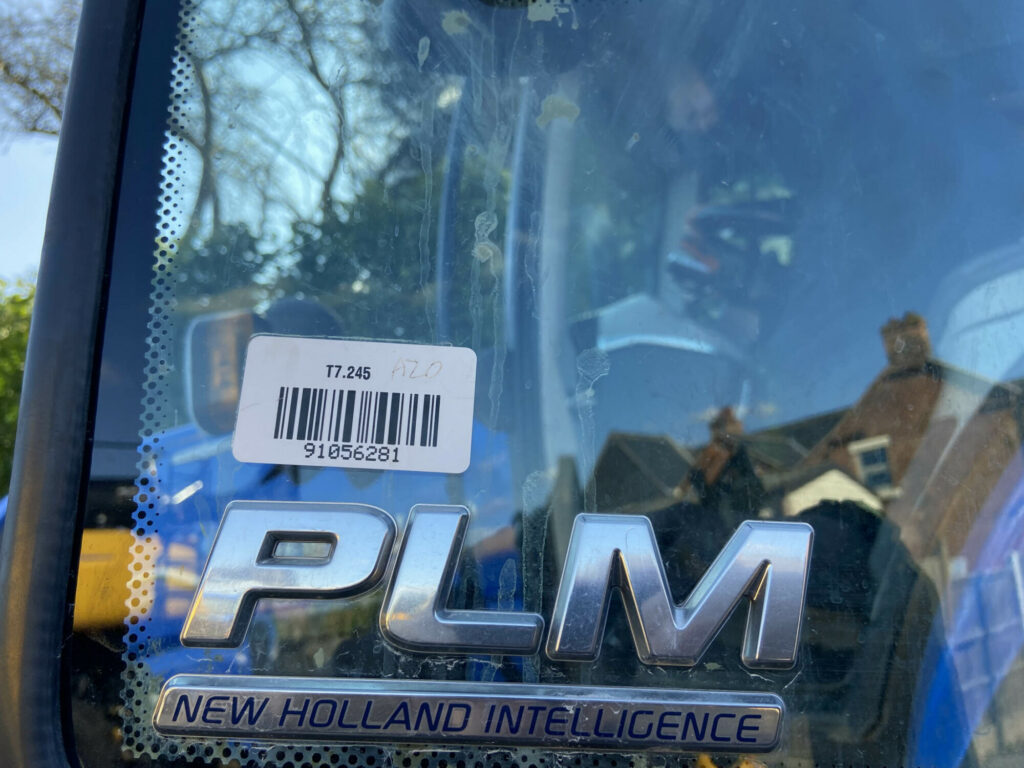 T7.245
91056281
PLM
NEW HOLLAND INTELLIGENCE